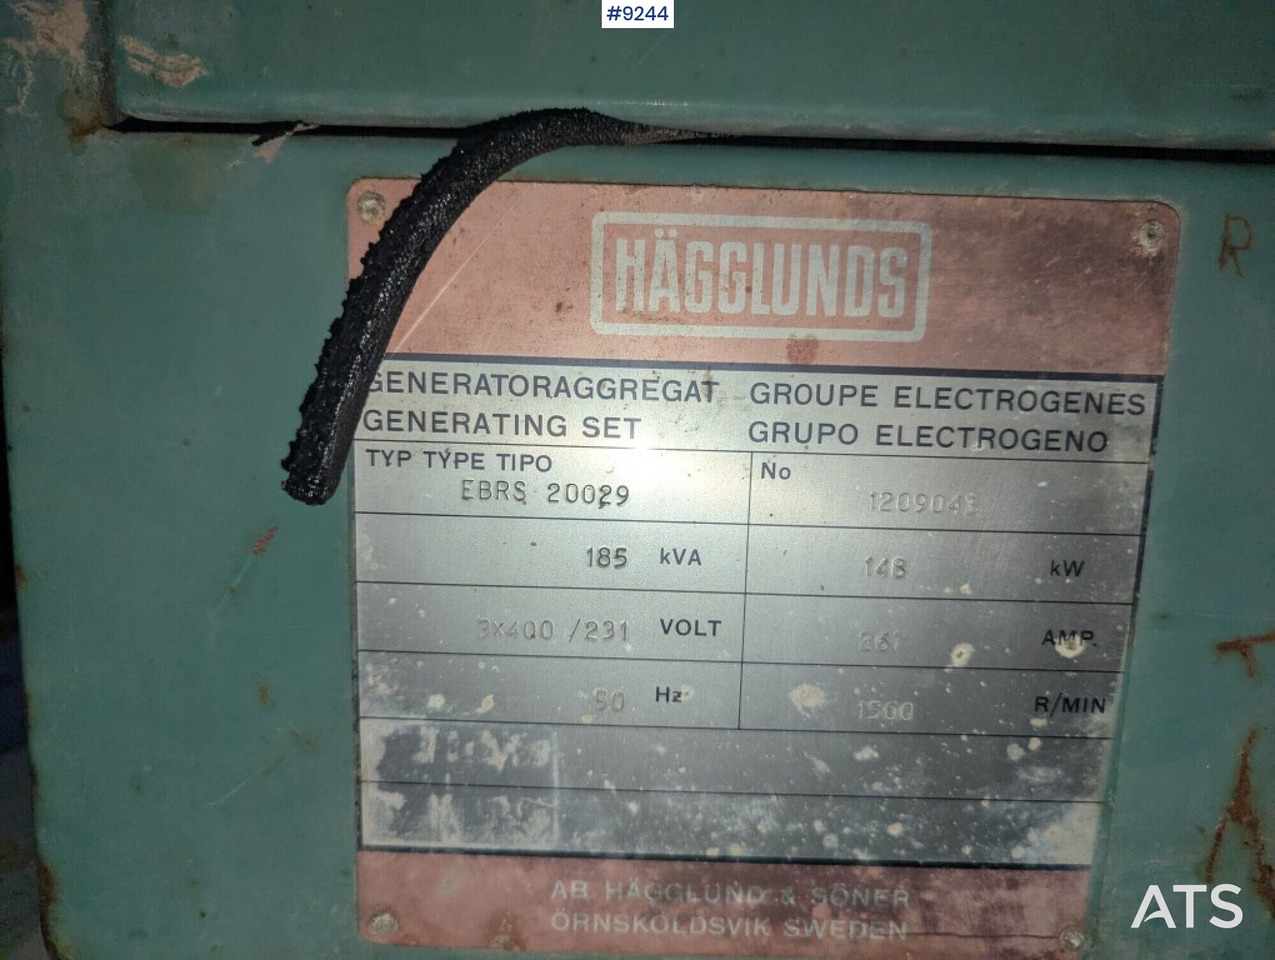 #9244
HÄGGLUNDS
GENERATORAGGREGAT GROUPE ELECTROGENES
GENERATING SET GRUPO ELECTROGENO
TYP TYPE TIPO No
EBRS 20029
185 kVA 148 kW
3x400 /231 VOLT 267 AMP.
50 Hz 1500 R/MIN
AB HÄGGLUND & SÖNER
ÖRNSKÖLDSVIK SWEDEN
R
ATS